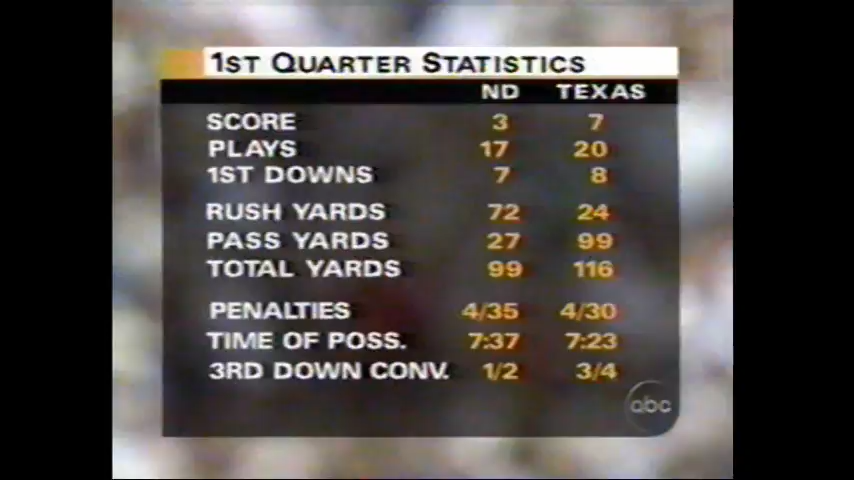 1ST QUARTER STATISTICS
ND TEXAS
SCORE 3 7
PLAYS 17 20
1ST DOWNS 7 8
RUSH YARDS 72 24
PASS YARDS 27 99
TOTAL YARDS 99 116
PENALTIES 4/35 4/30
TIME OF POSS. 7:37 7:23
3RD DOWN CONV. 1/2 3/4
abc